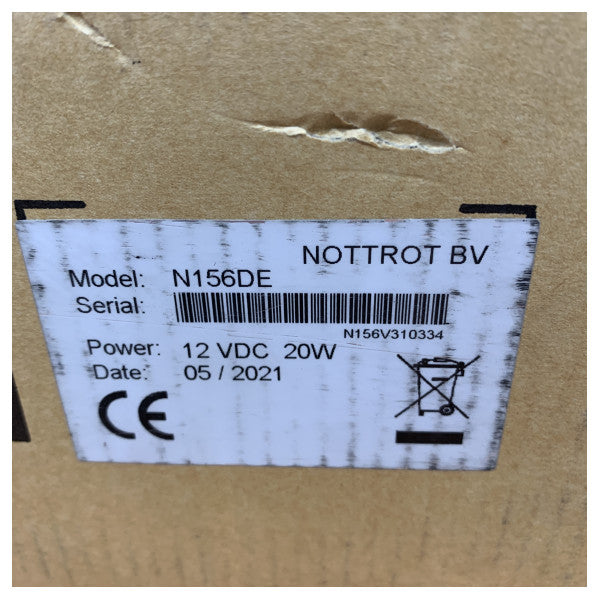 NOTTROT BV
Model: N156DE
Serial:
N156V310334
Power: 12 VDC 20W
Date: 05 / 2021
CE